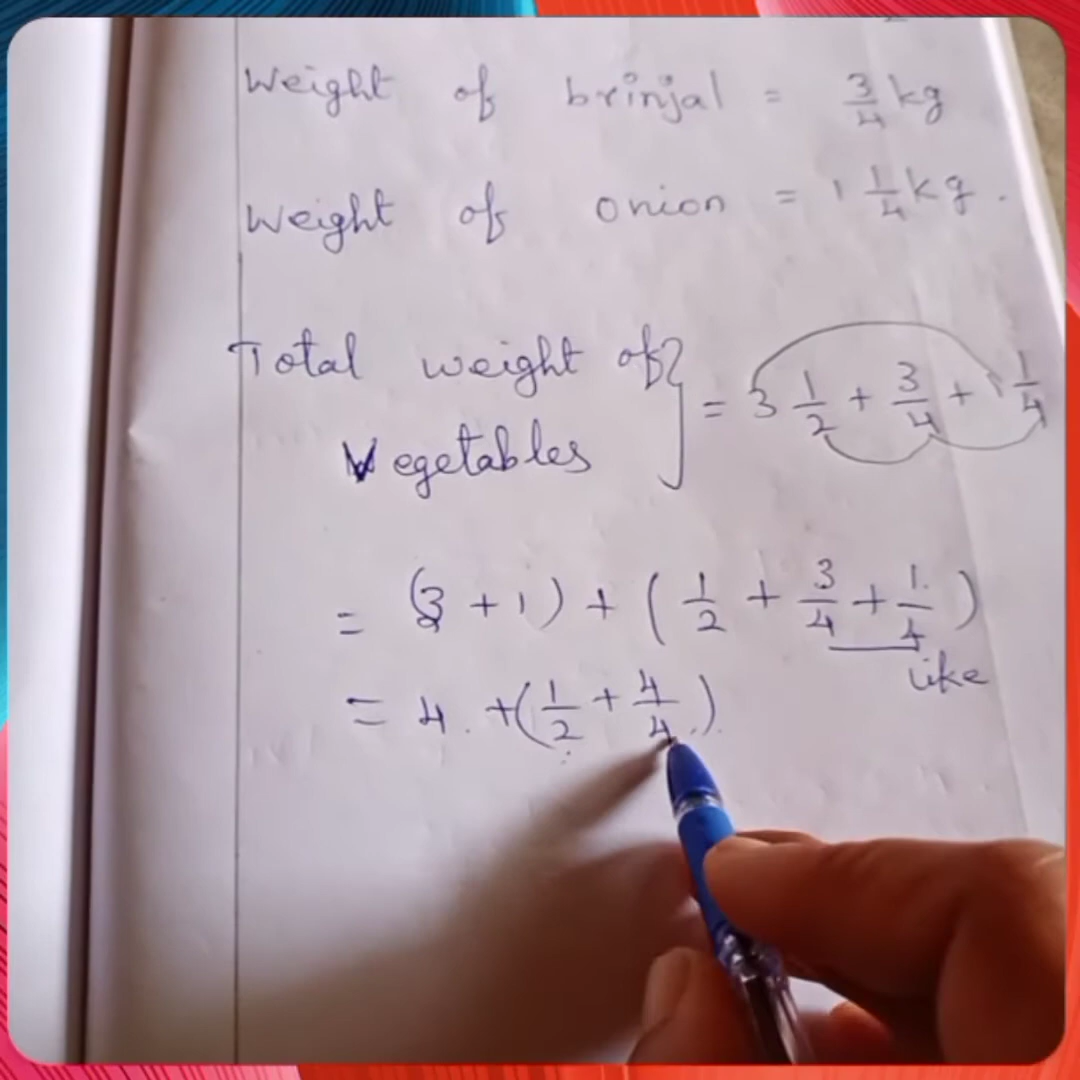 Weight of brinjal = 3/4 kg
Weight of onion = 1 1/4 kg.
Total weight of
Vegetables } = 3 1/2 + 3/4 + 1 1/4
= (3 + 1) + (1/2 + 3/4 + 1/4)
like
= 4 + (1/2 + 4/4)